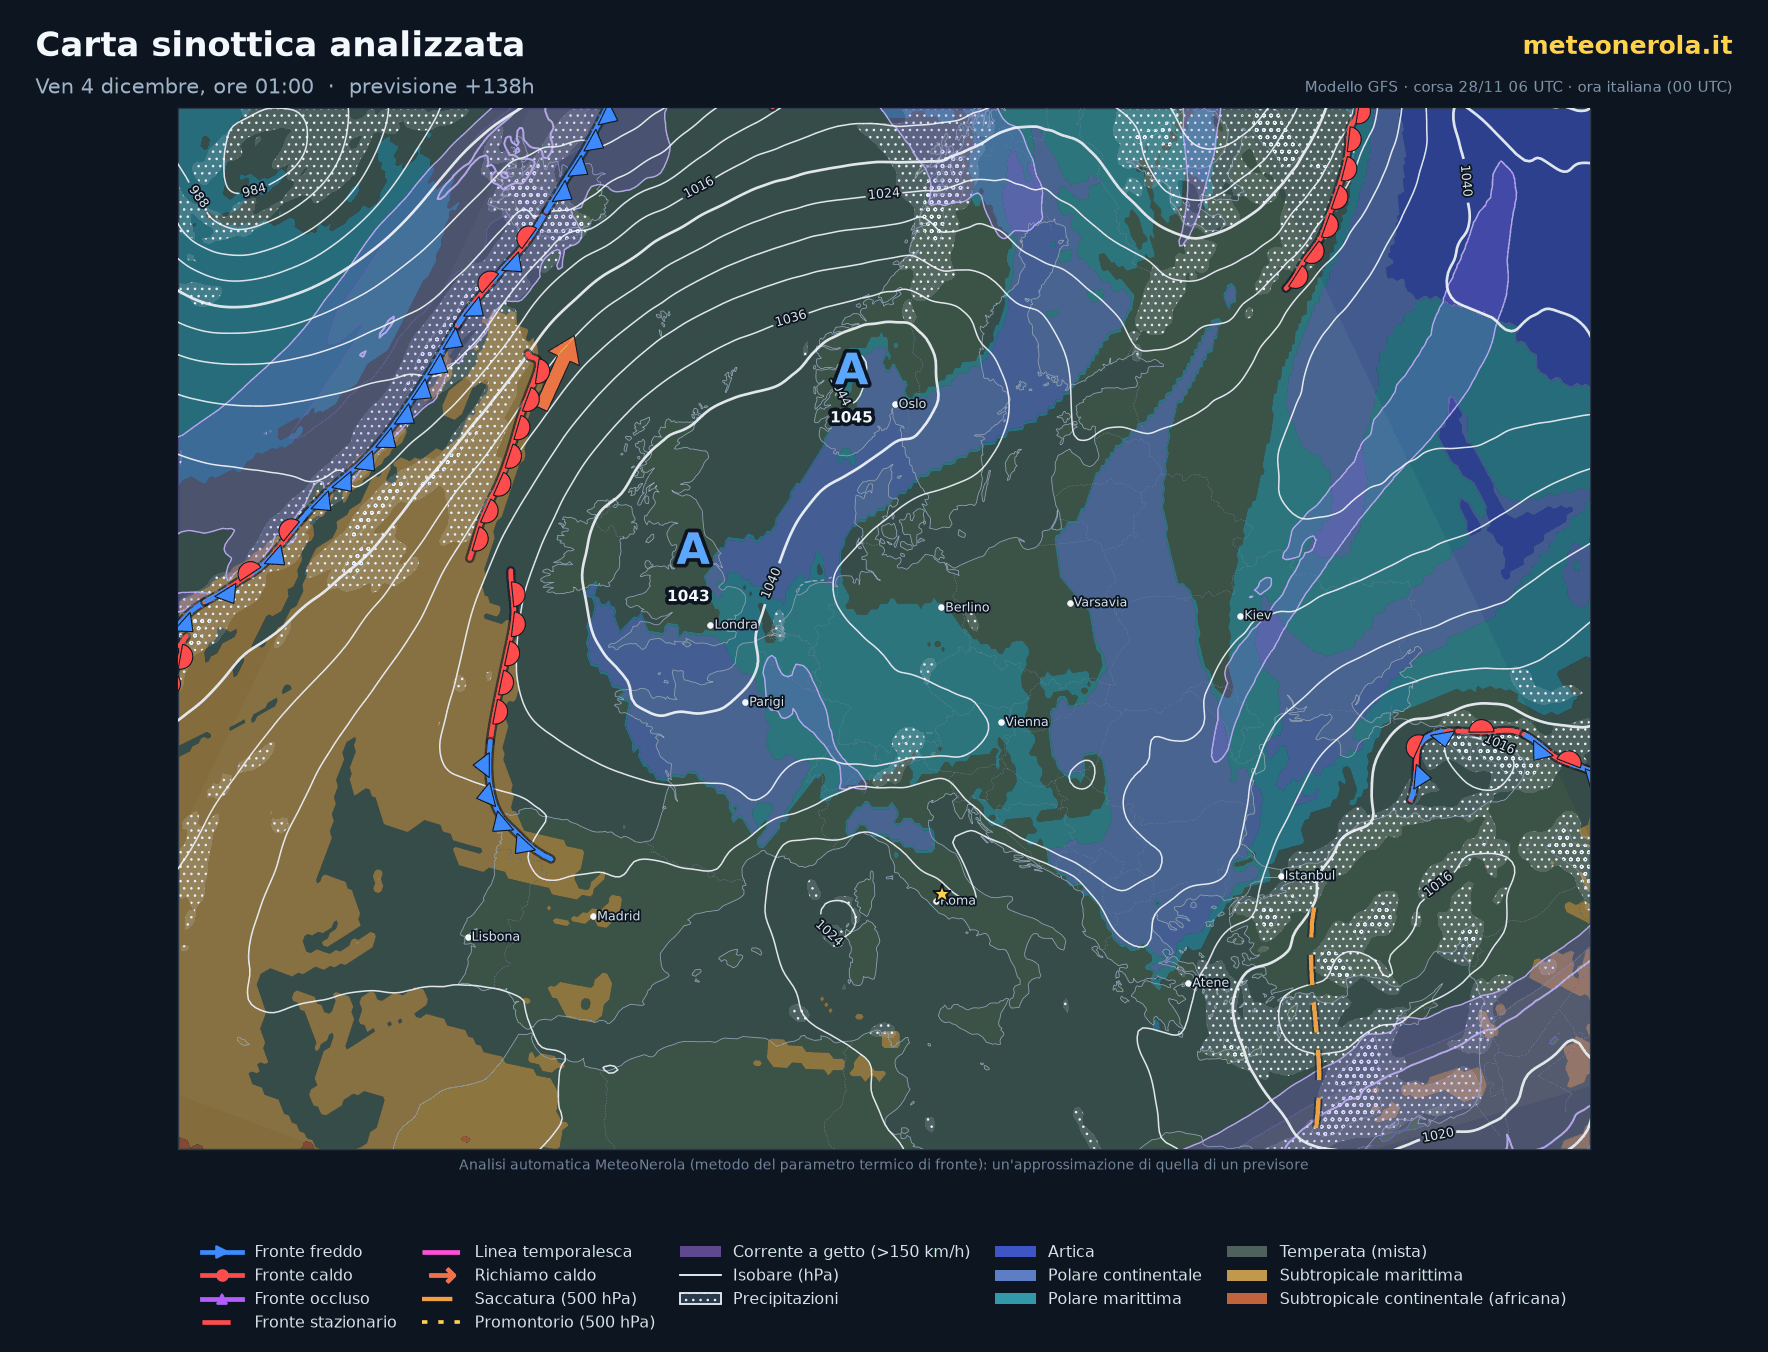 Carta sinottica analizzata
meteonerola.it
Ven 4 dicembre, ore 01:00 · previsione +138h
Modello GFS · corsa 28/11 06 UTC · ora italiana (00 UTC)
988
984
1016
1024
1040
1036
A
1045
Oslo
A
1043
1040
Londra
Berlino
Varsavia
Kiev
Parigi
Vienna
1016
Istanbul
1016
Madrid
Roma
Lisbona
1024
Atene
1020
Analisi automatica MeteoNerola (metodo del parametro termico di fronte): un'approssimazione di quella di un previsore
Fronte freddo
Fronte caldo
Fronte occluso
Fronte stazionario
Linea temporalesca
Richiamo caldo
Saccatura (500 hPa)
Promontorio (500 hPa)
Corrente a getto (>150 km/h)
Isobare (hPa)
Precipitazioni
Artica
Polare continentale
Polare marittima
Temperata (mista)
Subtropicale marittima
Subtropicale continentale (africana)